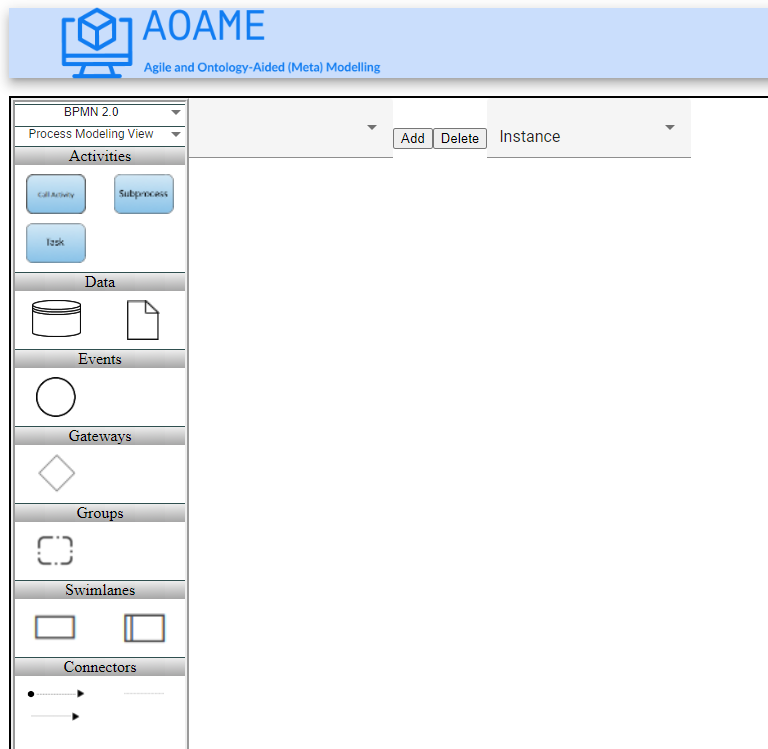 AOAME
Agile and Ontology-Aided (Meta) Modelling
BPMN 2.0
Process Modeling View
Add Delete Instance
Activities
Call Activity Subprocess
Task
Data
Events
Gateways
Groups
Swimlanes
Connectors